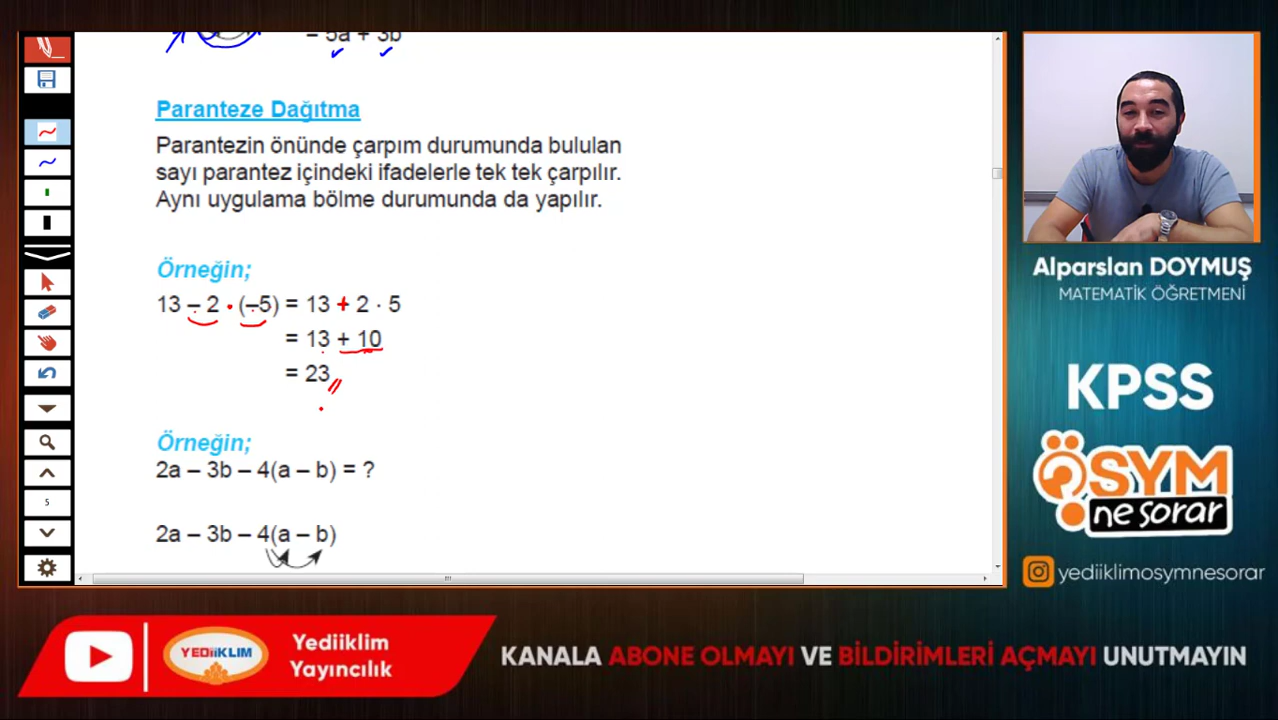 = 5a + 3b
Paranteze Dağıtma
Parantezin önünde çarpım durumunda bululan
sayı parantez içindeki ifadelerle tek tek çarpılır.
Aynı uygulama bölme durumunda da yapılır.
Örneğin;
13 – 2 · (–5) = 13 + 2 · 5
= 13 + 10
= 23
Örneğin;
2a – 3b – 4(a – b) = ?
2a – 3b – 4(a – b)
5
Alparslan DOYMUŞ
MATEMATİK ÖĞRETMENİ
KPSS
ÖSYM
ne sorar
yediiklimosymnesorar
YEDİİKLİM
Yediiklim
Yayıncılık
KANALA ABONE OLMAYI VE BİLDİRİMLERİ AÇMAYI UNUTMAYIN